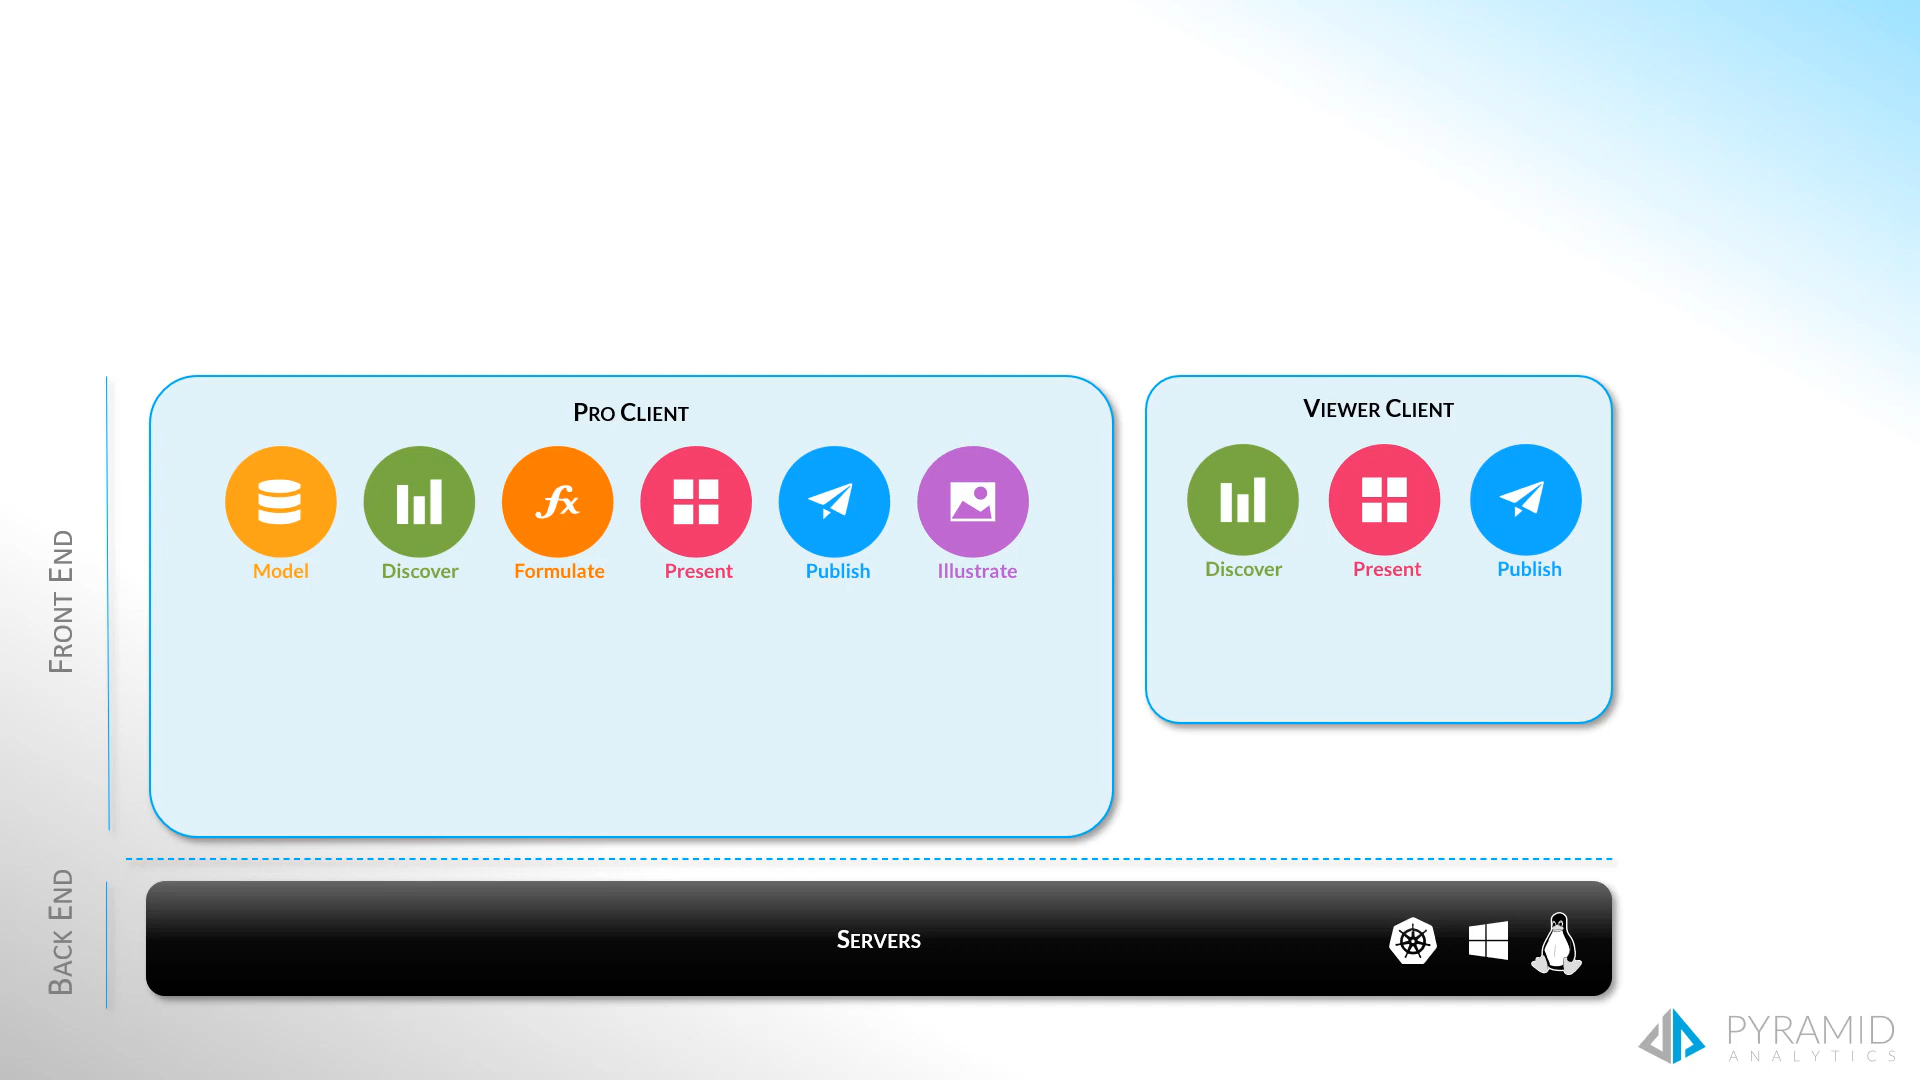 FRONT END
PRO CLIENT
Model
Discover
Formulate
fx
Present
Publish
Illustrate
VIEWER CLIENT
Discover
Present
Publish
BACK END
SERVERS
PYRAMID
ANALYTICS